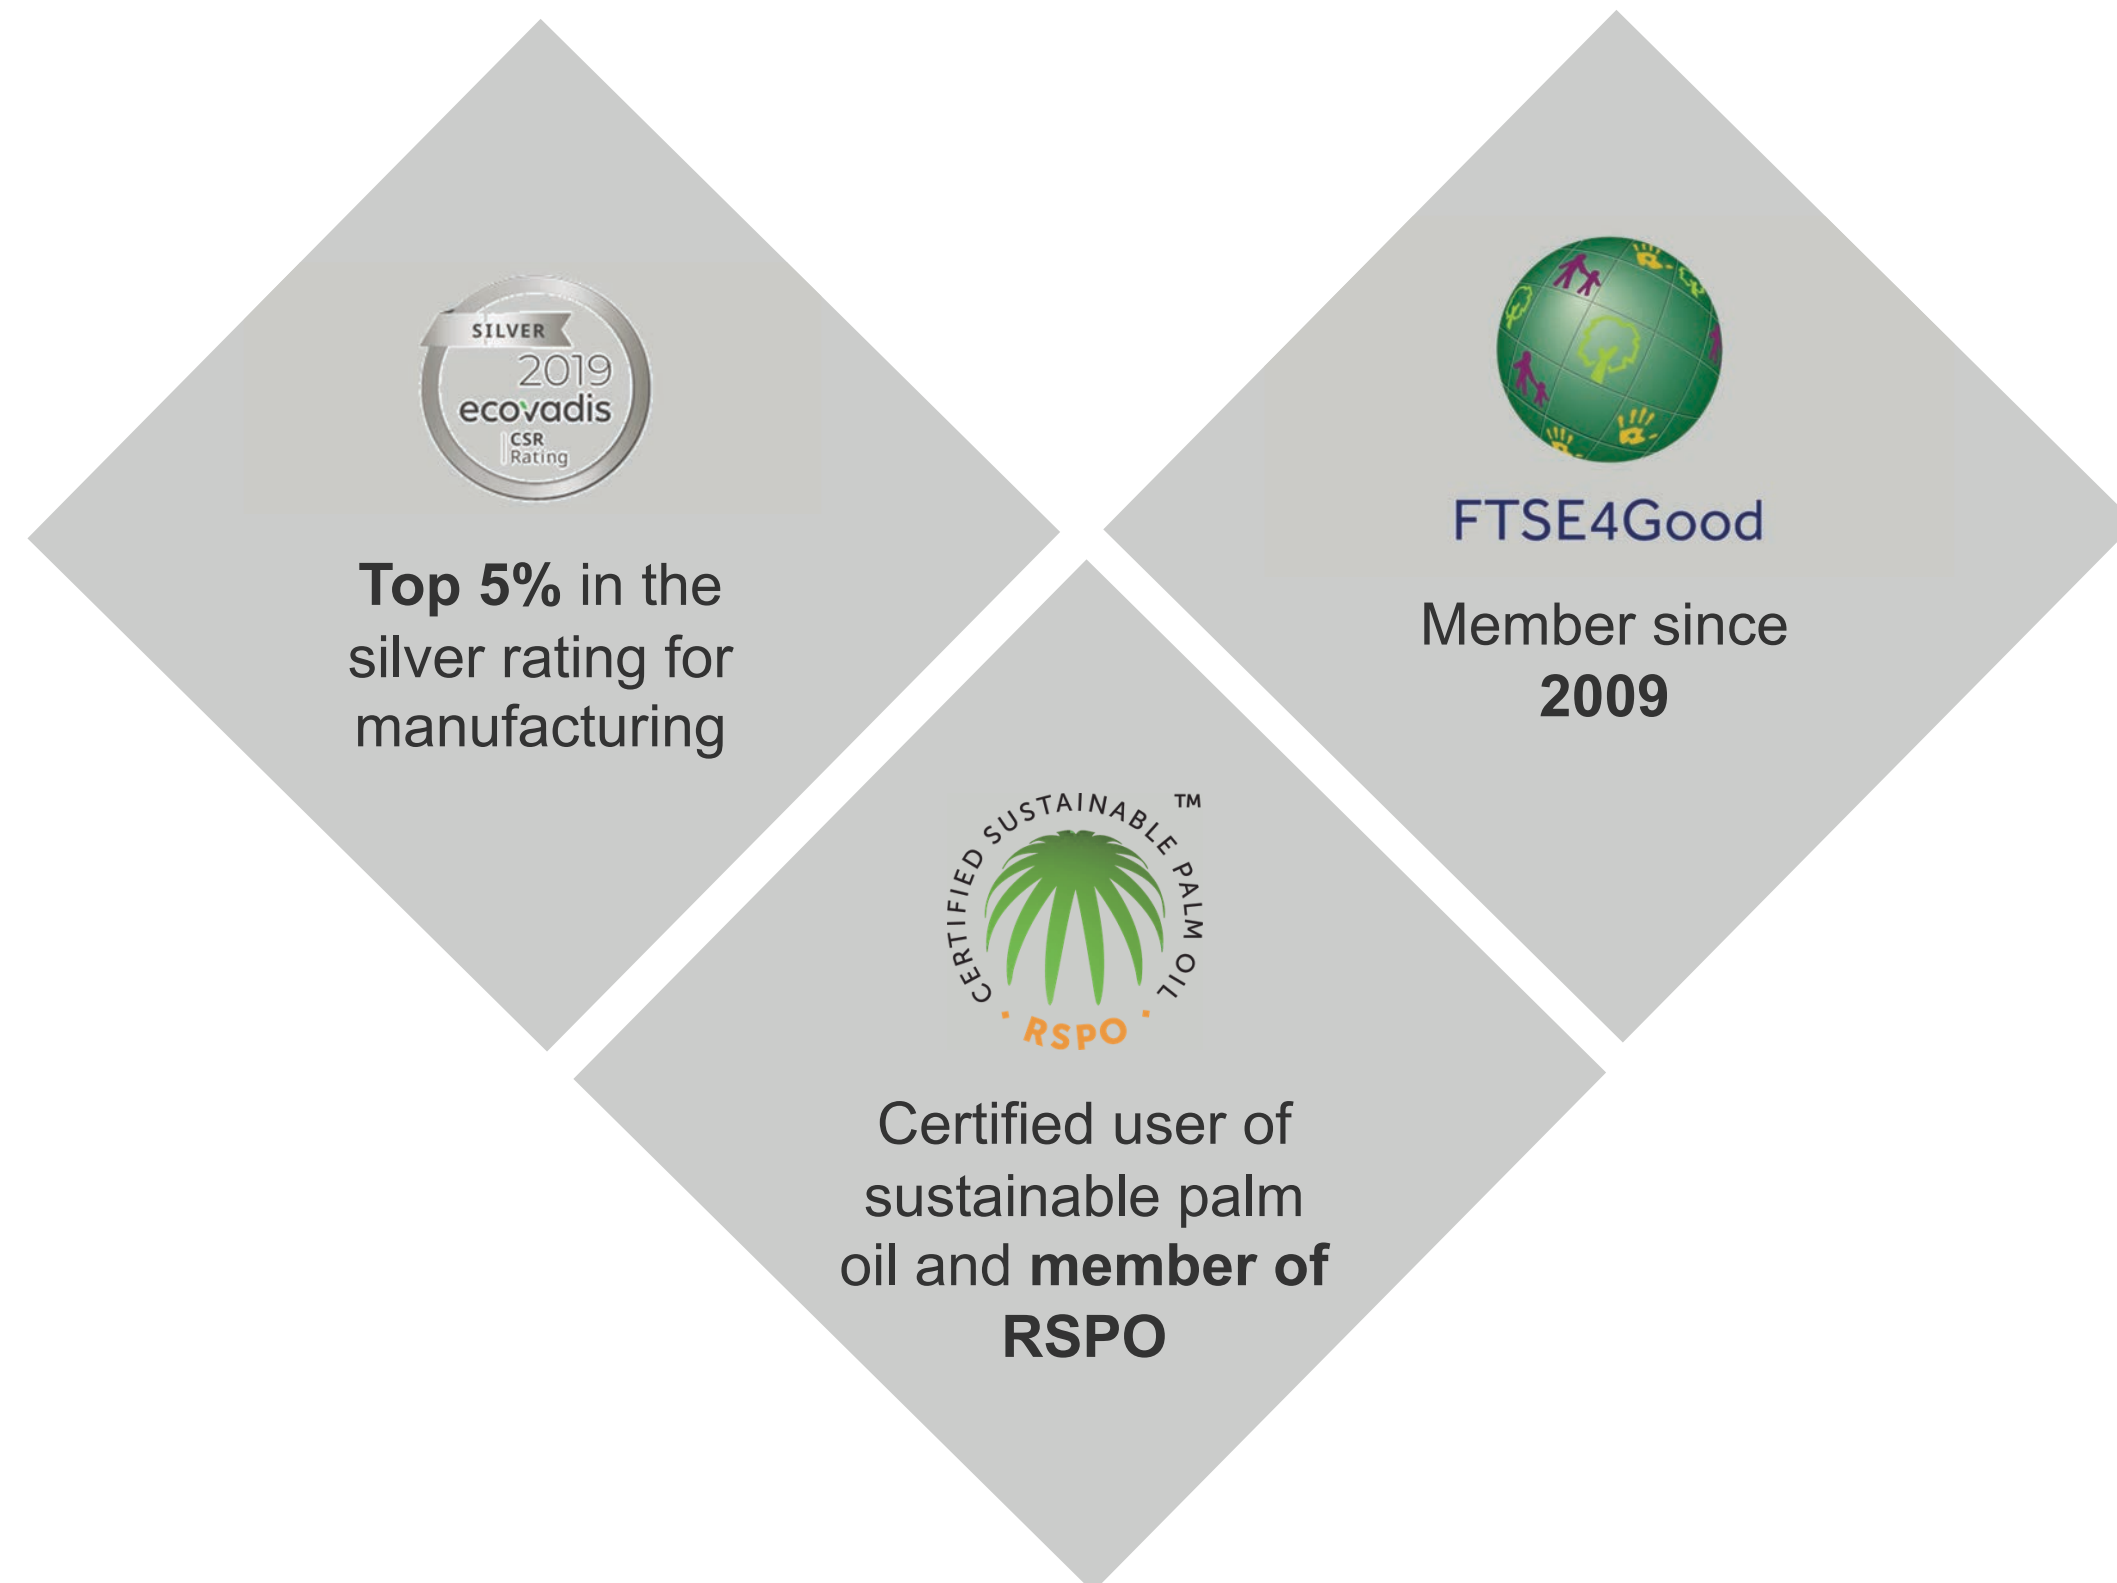 SILVER
2019
ecovadis
CSR
Rating
Top 5% in the
silver rating for
manufacturing
FTSE4Good
Member since
2009
CERTIFIED SUSTAINABLE PALM OIL TM
· RSPO ·
Certified user of
sustainable palm
oil and member of
RSPO